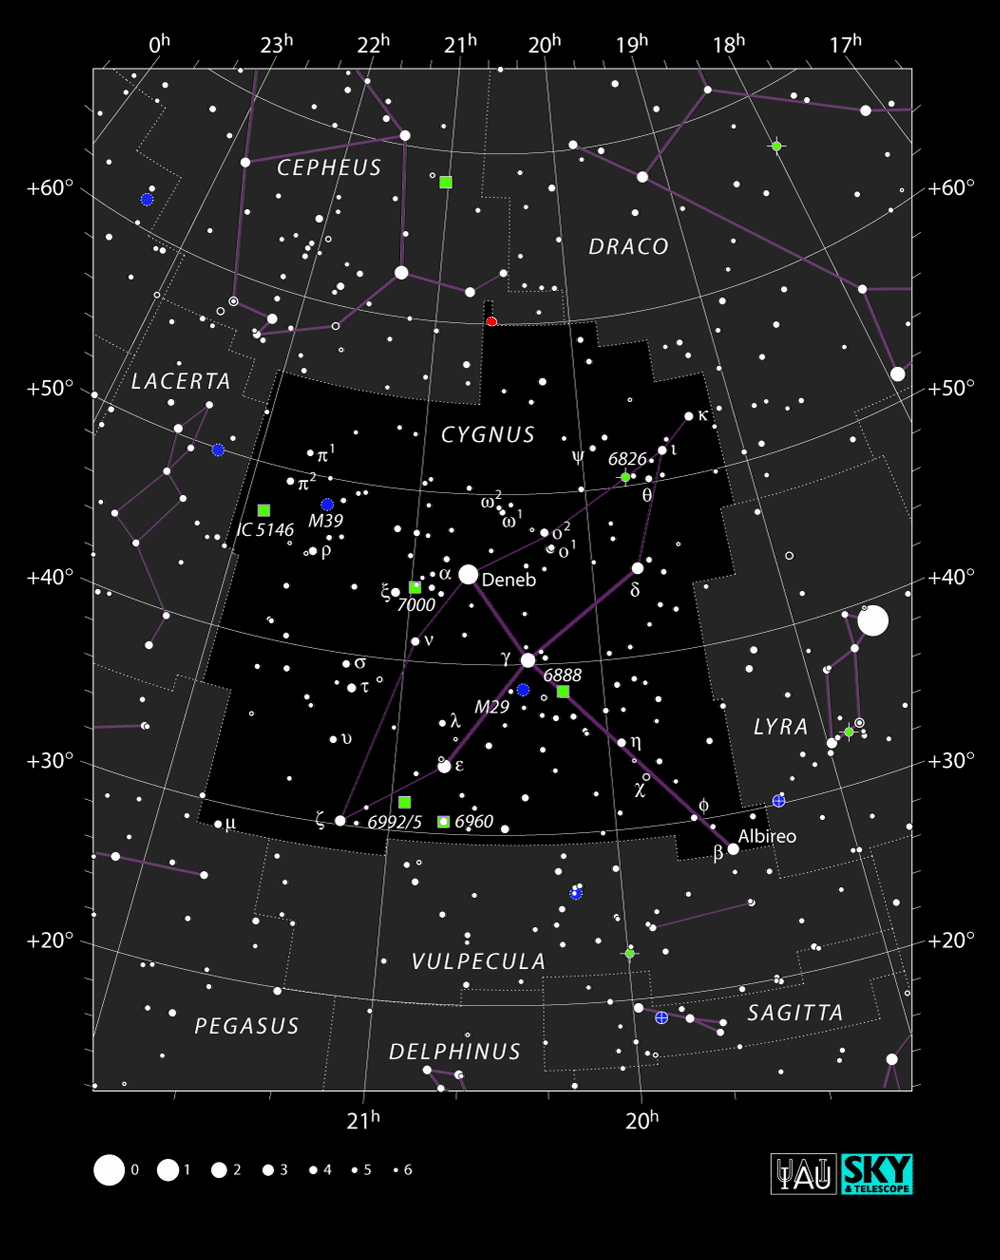 0h 23h 22h 21h 20h 19h 18h 17h
CEPHEUS
+60° +60°
DRACO
LACERTA
+50° +50°
κ
CYGNUS
π¹ ψ 6826 ι
π² ω² θ
IC 5146 M39 ω¹
ρ ο² ο¹
+40° α Deneb +40°
ξ 7000 δ
ν
σ γ
τ 6888
M29
λ LYRA
υ η
+30° ε +30°
χ
φ
μ ζ 6992/5 6960 Albireo
β
+20° +20°
VULPECULA
PEGASUS SAGITTA
DELPHINUS
21h 20h
0 1 2 3 4 5 6
IAU SKY
& TELESCOPE